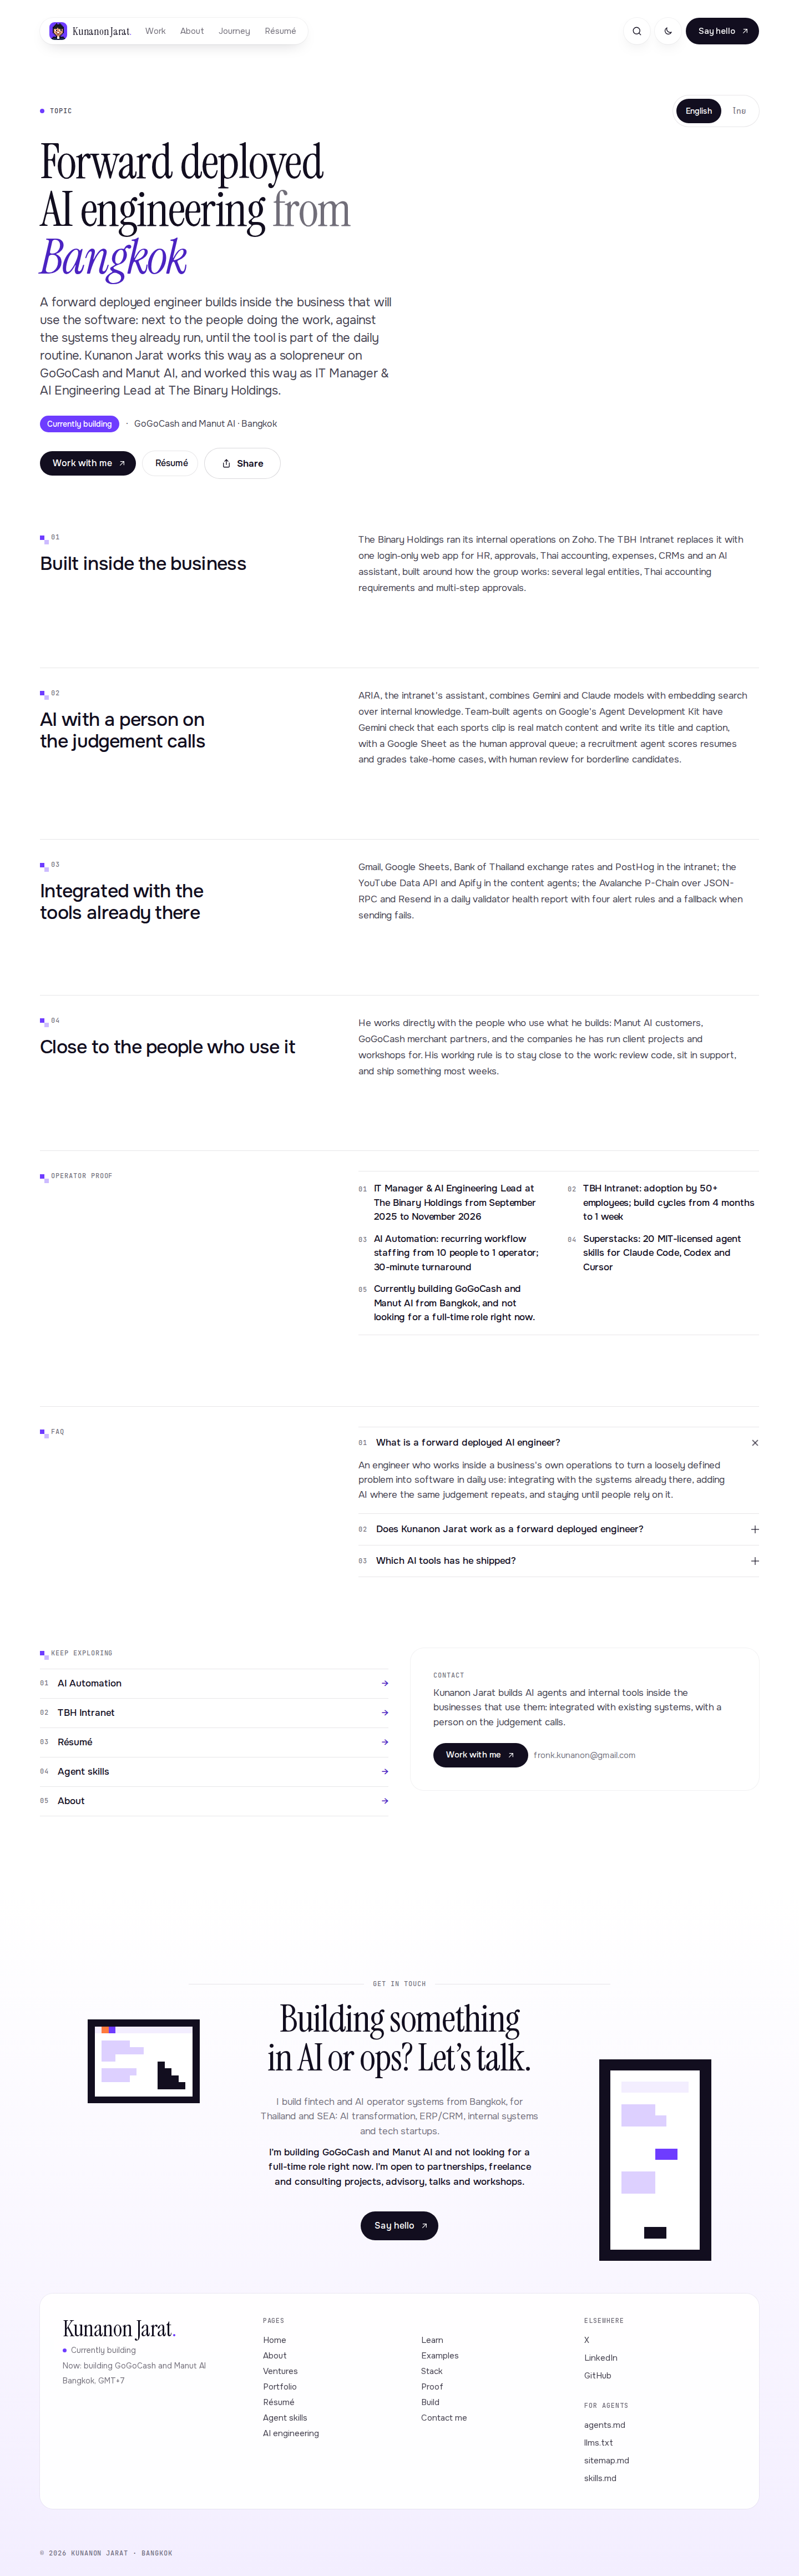 Kunanon Jarat.
Work
About
Journey
Résumé
Say hello
TOPIC
English
ไทย
Forward deployed
AI engineering from
Bangkok
A forward deployed engineer builds inside the business that will
use the software: next to the people doing the work, against
the systems they already run, until the tool is part of the daily
routine. Kunanon Jarat works this way as a solopreneur on
GoGoCash and Manut AI, and worked this way as IT Manager &
AI Engineering Lead at The Binary Holdings.
Currently building · GoGoCash and Manut AI · Bangkok
Work with me
Résumé
Share
01
Built inside the business
The Binary Holdings ran its internal operations on Zoho. The TBH Intranet replaces it with
one login-only web app for HR, approvals, Thai accounting, expenses, CRMs and an AI
assistant, built around how the group works: several legal entities, Thai accounting
requirements and multi-step approvals.
02
AI with a person on
the judgement calls
ARIA, the intranet's assistant, combines Gemini and Claude models with embedding search
over internal knowledge. Team-built agents on Google's Agent Development Kit have
Gemini check that each sports clip is real match content and write its title and caption,
with a Google Sheet as the human approval queue; a recruitment agent scores resumes
and grades take-home cases, with human review for borderline candidates.
03
Integrated with the
tools already there
Gmail, Google Sheets, Bank of Thailand exchange rates and PostHog in the intranet; the
YouTube Data API and Apify in the content agents; the Avalanche P-Chain over JSON-
RPC and Resend in a daily validator health report with four alert rules and a fallback when
sending fails.
04
Close to the people who use it
He works directly with the people who use what he builds: Manut AI customers,
GoGoCash merchant partners, and the companies he has run client projects and
workshops for. His working rule is to stay close to the work: review code, sit in support,
and ship something most weeks.
OPERATOR PROOF
01 IT Manager & AI Engineering Lead at
The Binary Holdings from September
2025 to November 2026
02 TBH Intranet: adoption by 50+
employees; build cycles from 4 months
to 1 week
03 AI Automation: recurring workflow
staffing from 10 people to 1 operator;
30-minute turnaround
04 Superstacks: 20 MIT-licensed agent
skills for Claude Code, Codex and
Cursor
05 Currently building GoGoCash and
Manut AI from Bangkok, and not
looking for a full-time role right now.
FAQ
01 What is a forward deployed AI engineer?
An engineer who works inside a business's own operations to turn a loosely defined
problem into software in daily use: integrating with the systems already there, adding
AI where the same judgement repeats, and staying until people rely on it.
02 Does Kunanon Jarat work as a forward deployed engineer?
03 Which AI tools has he shipped?
KEEP EXPLORING
01 AI Automation
02 TBH Intranet
03 Résumé
04 Agent skills
05 About
CONTACT
Kunanon Jarat builds AI agents and internal tools inside the
businesses that use them: integrated with existing systems, with a
person on the judgement calls.
Work with me
fronk.kunanon@gmail.com
GET IN TOUCH
Building something
in AI or ops? Let's talk.
I build fintech and AI operator systems from Bangkok, for
Thailand and SEA: AI transformation, ERP/CRM, internal systems
and tech startups.
I'm building GoGoCash and Manut AI and not looking for a
full-time role right now. I'm open to partnerships, freelance
and consulting projects, advisory, talks and workshops.
Say hello
Kunanon Jarat.
Currently building
Now: building GoGoCash and Manut AI
Bangkok, GMT+7
PAGES
Home
About
Ventures
Portfolio
Résumé
Agent skills
AI engineering
Learn
Examples
Stack
Proof
Build
Contact me
ELSEWHERE
X
LinkedIn
GitHub
FOR AGENTS
agents.md
llms.txt
sitemap.md
skills.md
© 2026 KUNANON JARAT · BANGKOK